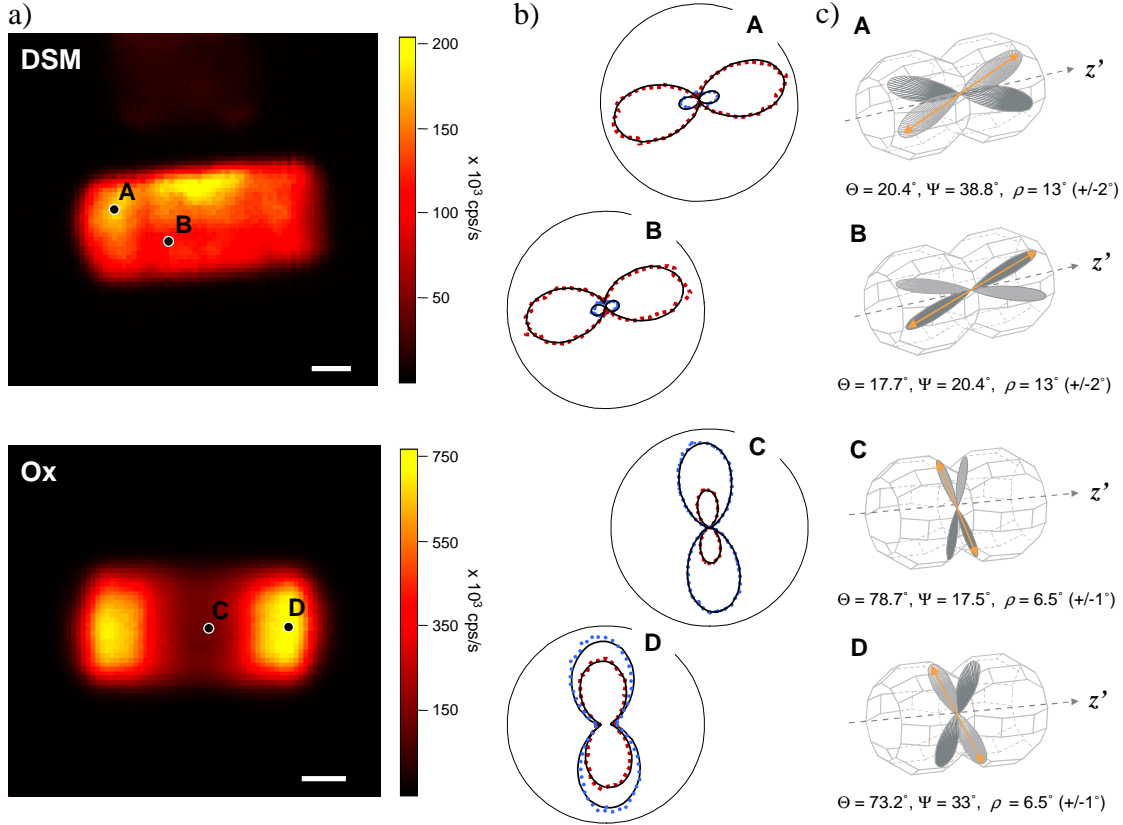 a)
DSM
A
B
200
150
100
50
x 10³ cps/s
Ox
C
D
750
550
350
150
x 10³ cps/s
b)
A
B
C
D
c)
A
z’
Θ = 20.4°, Ψ = 38.8°, ρ = 13° (+/-2°)
B
z’
Θ = 17.7°, Ψ = 20.4°, ρ = 13° (+/-2°)
C
z’
Θ = 78.7°, Ψ = 17.5°, ρ = 6.5° (+/-1°)
D
z’
Θ = 73.2°, Ψ = 33°, ρ = 6.5° (+/-1°)